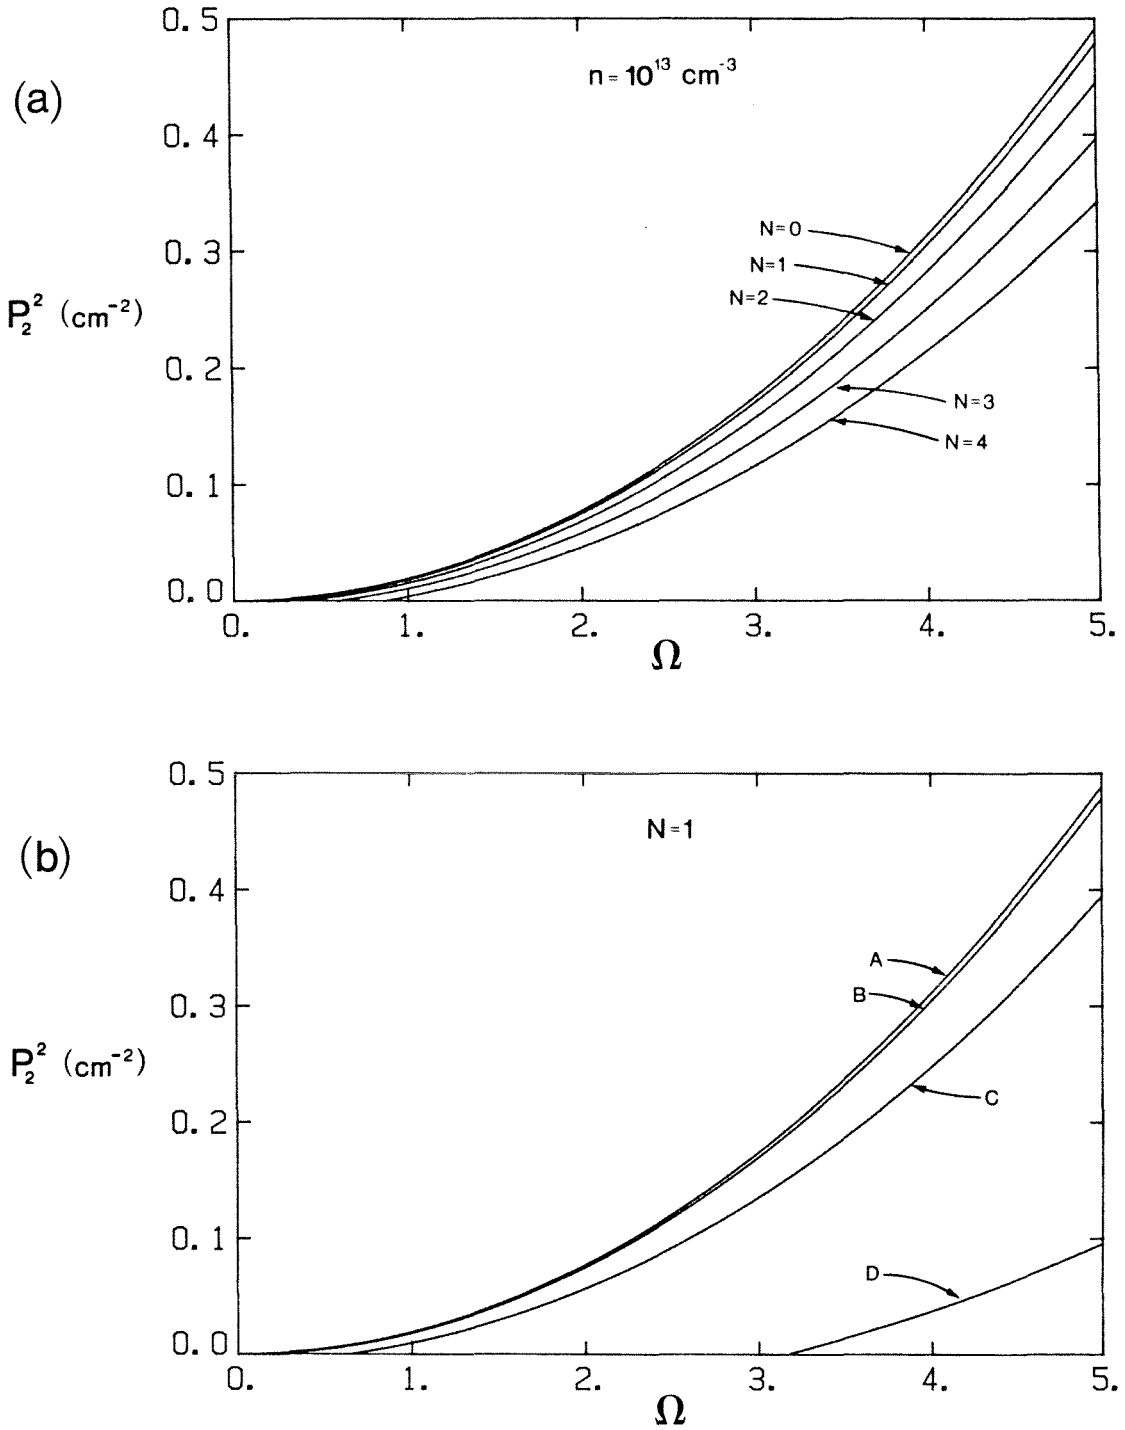 (a)
n = 10¹³ cm⁻³
0.5
0.4
0.3
0.2
0.1
0.0
P₂² (cm⁻²)
N=0
N=1
N=2
N=3
N=4
0. 1. 2. 3. 4. 5.
Ω
(b)
N=1
0.5
0.4
0.3
0.2
0.1
0.0
P₂² (cm⁻²)
A
B
C
D
0. 1. 2. 3. 4. 5.
Ω